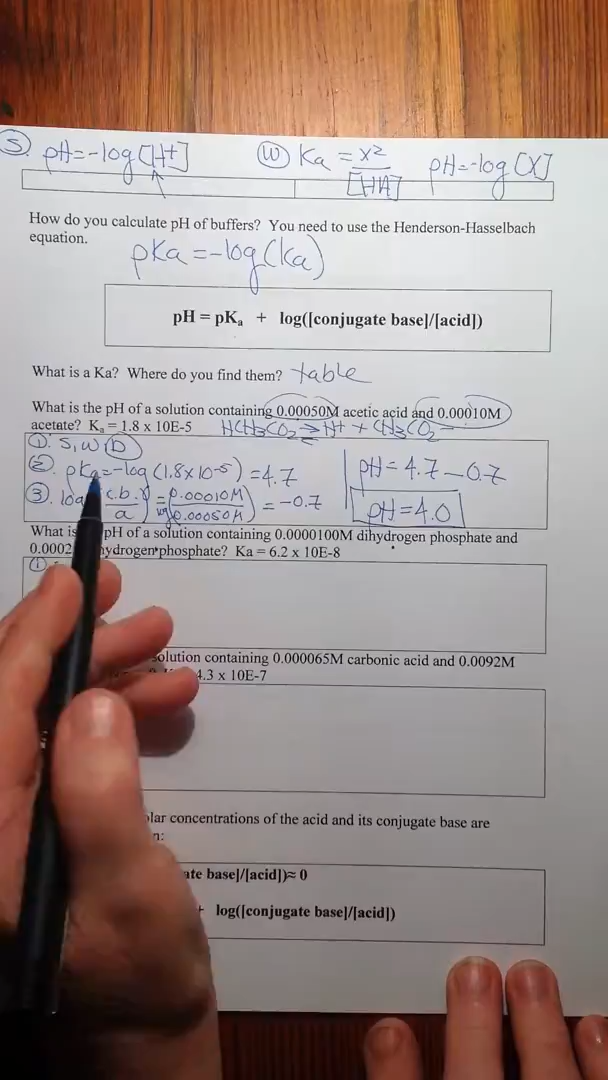 S. pH=-log[H+] W Ka = x2/[HA] pH=-log[X]
How do you calculate pH of buffers? You need to use the Henderson-Hasselbach
equation.
pKa=-log(Ka)
pH = pKa + log([conjugate base]/[acid])
What is a Ka? Where do you find them? table
What is the pH of a solution containing 0.00050M acetic acid and 0.00010M
acetate? Ka = 1.8 x 10E-5 HCH3CO2 → H+ + CH3CO2-
①. S, W, b
②. pKa=-log(1.8x10-5)=4.7
③. log(c.b./a)=log(0.00010M/0.00050M) = -0.7
pH= 4.7 -0.7
pH=4.0
What is pH of a solution containing 0.0000100M dihydrogen phosphate and
0.0002 hydrogen phosphate? Ka = 6.2 x 10E-8
①
solution containing 0.000065M carbonic acid and 0.0092M
4.3 x 10E-7
lar concentrations of the acid and its conjugate base are
n:
ate base]/[acid])≈ 0
+ log([conjugate base]/[acid])